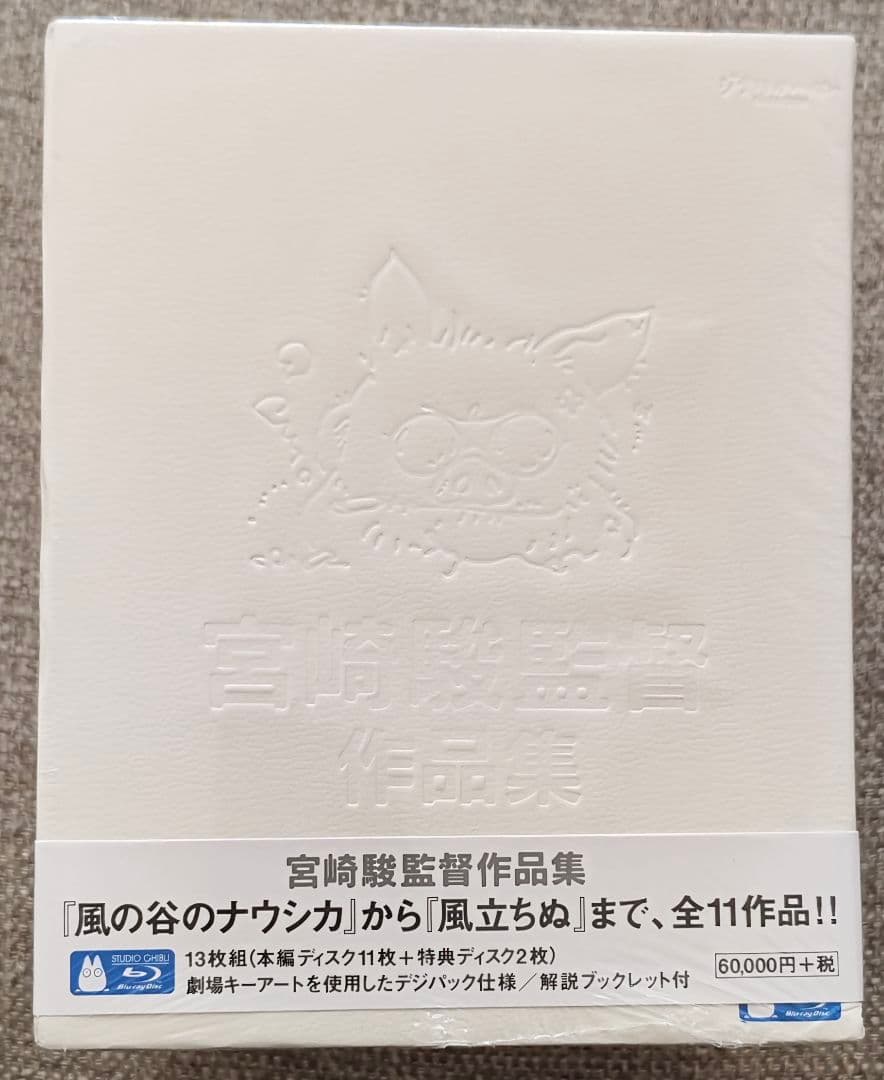 宮崎駿監督
作品集
宮崎駿監督作品集
『風の谷のナウシカ』から『風立ちぬ』まで、全11作品!!
STUDIO GHIBLI
Blu-ray Disc
13枚組(本編ディスク11枚+特典ディスク2枚)
劇場キーアートを使用したデジパック仕様/解説ブックレット付
60,000円+税
Blu-ray Disc